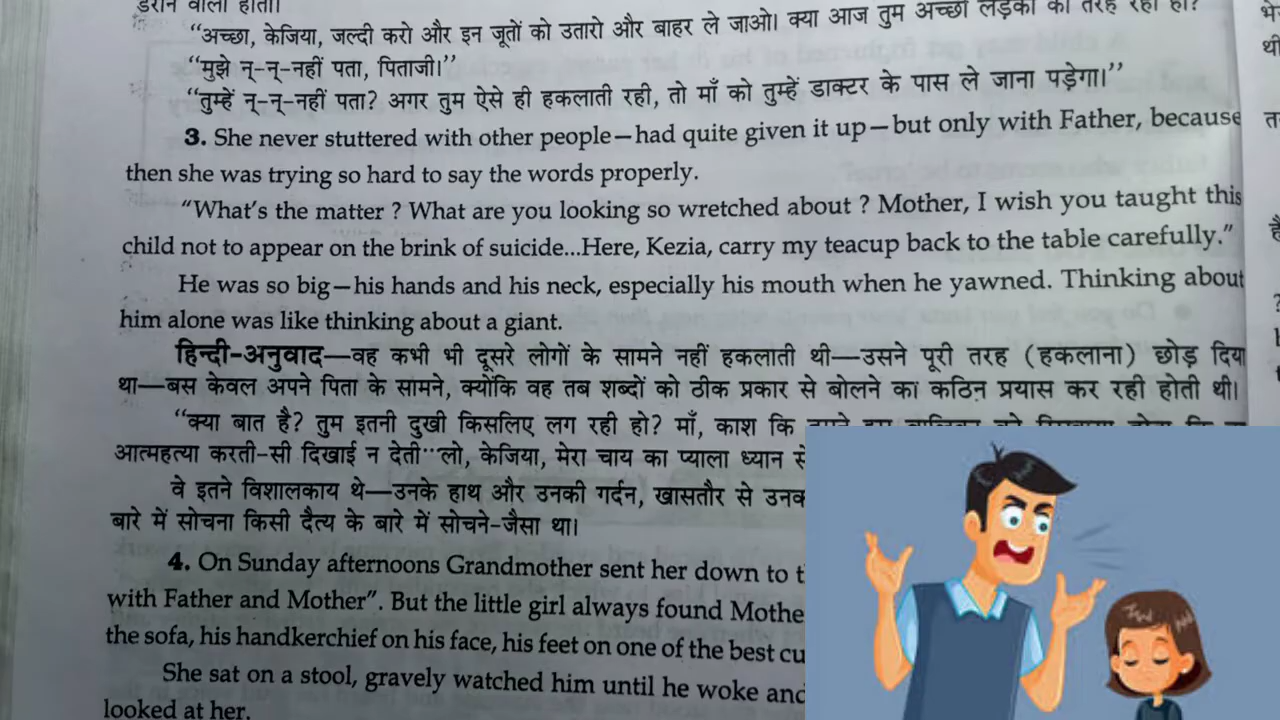 डराने वाला होता।
“अच्छा, केजिया, जल्दी करो और इन जूतों को उतारो और बाहर ले जाओ। क्या आज तुम अच्छी लड़की की तरह रही हो?
“मुझे न्-न्-नहीं पता, पिताजी।”
“तुम्हें न्-न्-नहीं पता? अगर तुम ऐसे ही हकलाती रही, तो माँ को तुम्हें डाक्टर के पास ले जाना पड़ेगा।”
3. She never stuttered with other people—had quite given it up—but only with Father, because
then she was trying so hard to say the words properly.
“What's the matter ? What are you looking so wretched about ? Mother, I wish you taught this
child not to appear on the brink of suicide...Here, Kezia, carry my teacup back to the table carefully.”
He was so big—his hands and his neck, especially his mouth when he yawned. Thinking about
him alone was like thinking about a giant.
हिन्दी-अनुवाद—वह कभी भी दूसरे लोगों के सामने नहीं हकलाती थी—उसने पूरी तरह (हकलाना) छोड़ दिया
था—बस केवल अपने पिता के सामने, क्योंकि वह तब शब्दों को ठीक प्रकार से बोलने का कठिन प्रयास कर रही होती थी।
“क्या बात है? तुम इतनी दुखी किसलिए लग रही हो? माँ, काश कि
आत्महत्या करती-सी दिखाई न देती...लो, केजिया, मेरा चाय का प्याला ध्यान से
वे इतने विशालकाय थे—उनके हाथ और उनकी गर्दन, खासतौर से उनक
बारे में सोचना किसी दैत्य के बारे में सोचने-जैसा था।
4. On Sunday afternoons Grandmother sent her down to t
with Father and Mother”. But the little girl always found Mothe
the sofa, his handkerchief on his face, his feet on one of the best cu
She sat on a stool, gravely watched him until he woke and
looked at her.